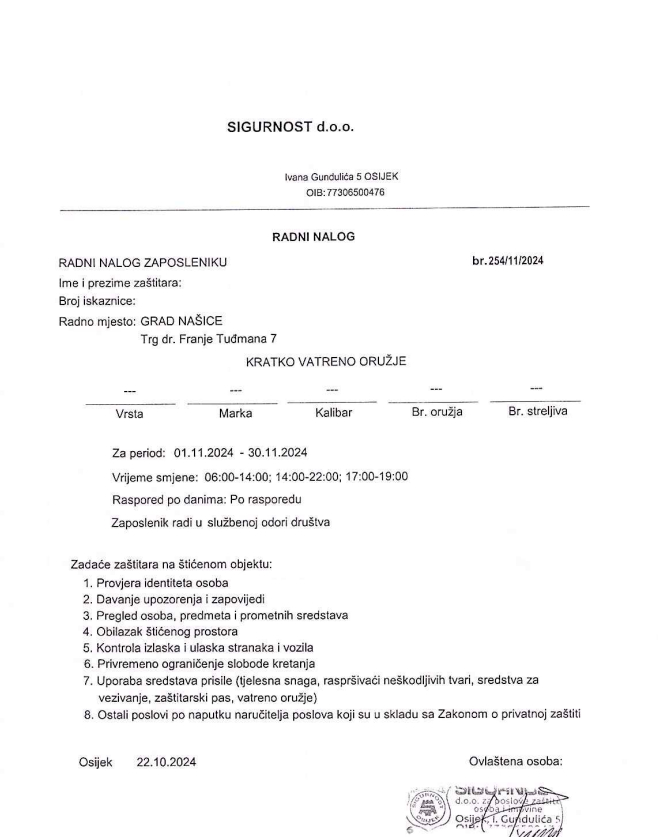 SIGURNOST d.o.o.
Ivana Gundulića 5 OSIJEK
OIB: 77306500476
RADNI NALOG
RADNI NALOG ZAPOSLENIKU br.254/11/2024
Ime i prezime zaštitara:
Broj iskaznice:
Radno mjesto: GRAD NAŠICE
Trg dr. Franje Tuđmana 7
KRATKO VATRENO ORUŽJE
--- --- --- --- ---
Vrsta Marka Kalibar Br. oružja Br. streljiva
Za period: 01.11.2024 - 30.11.2024
Vrijeme smjene: 06:00-14:00; 14:00-22:00; 17:00-19:00
Raspored po danima: Po rasporedu
Zaposlenik radi u službenoj odori društva
Zadaće zaštitara na štićenom objektu:
1. Provjera identiteta osoba
2. Davanje upozorenja i zapovijedi
3. Pregled osoba, predmeta i prometnih sredstava
4. Obilazak štićenog prostora
5. Kontrola izlaska i ulaska stranaka i vozila
6. Privremeno ograničenje slobode kretanja
7. Uporaba sredstava prisile (tjelesna snaga, raspršivaći neškodljivih tvari, sredstva za
vezivanje, zaštitarski pas, vatreno oružje)
8. Ostali poslovi po naputku naručitelja poslova koji su u skladu sa Zakonom o privatnoj zaštiti
Osijek 22.10.2024 Ovlaštena osoba:
SIGURNOST
d.o.o. za poslove zaštite
osoba i imovine
Osijek, I. Gundulića 5